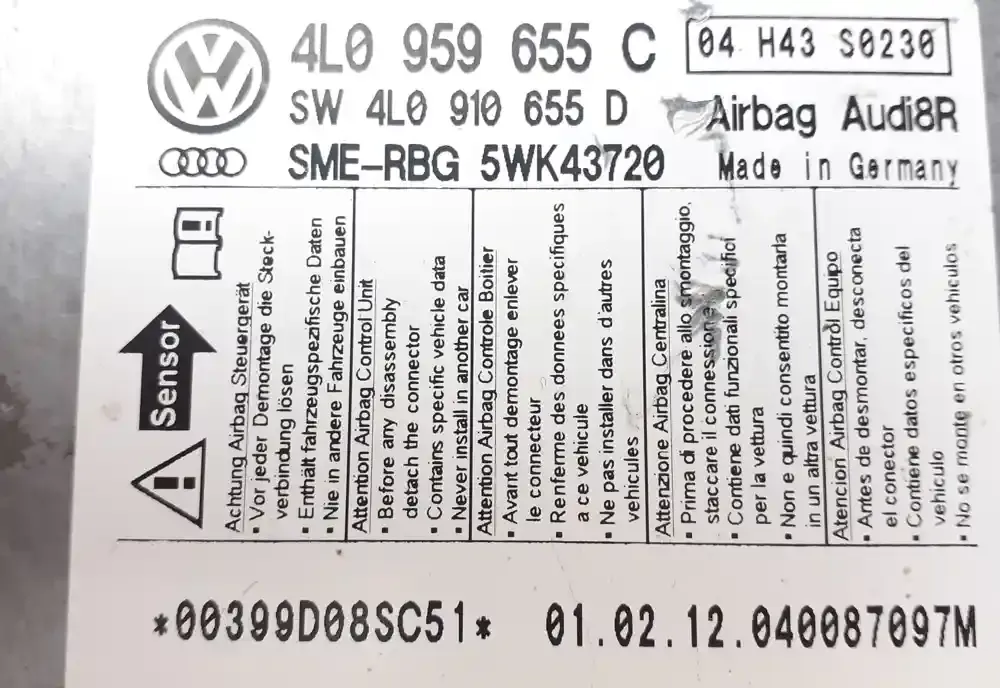 4L0 959 655 C
04 H43 S0230
SW 4L0 910 655 D
Airbag Audi8R
SME-RBG 5WK43720
Made in Germany
Sensor
Achtung Airbag Steuergerät
• Vor jeder Demontage die Steck-
verbindung lösen
• Enthält fahrzeugspezifische Daten
• Nie in andere Fahrzeuge einbauen
Attention Airbag Control Unit
• Before any disassembly
detach the connector
• Contains specific vehicle data
• Never install in another car
Attention Airbag Controle Boitier
• Avant tout demontage enlever
le connecteur
• Renferme des donnees specifiques
a ce vehicule
• Ne pas installer dans d'autres
vehicules
Attenzione Airbag Centralina
• Prima di procedere allo smontaggio,
staccare il connessione
• Contiene dati funzionali specifici
per la vettura
• Non e quindi consentito montarla
in un altra vettura
Atencion Airbag Control Equipo
• Antes de desmontar, desconecta
el conector
• Contiene datos especificos del
vehiculo
• No se monte en otros vehiculos
*00399D08SC51*
01.02.12.040087097M